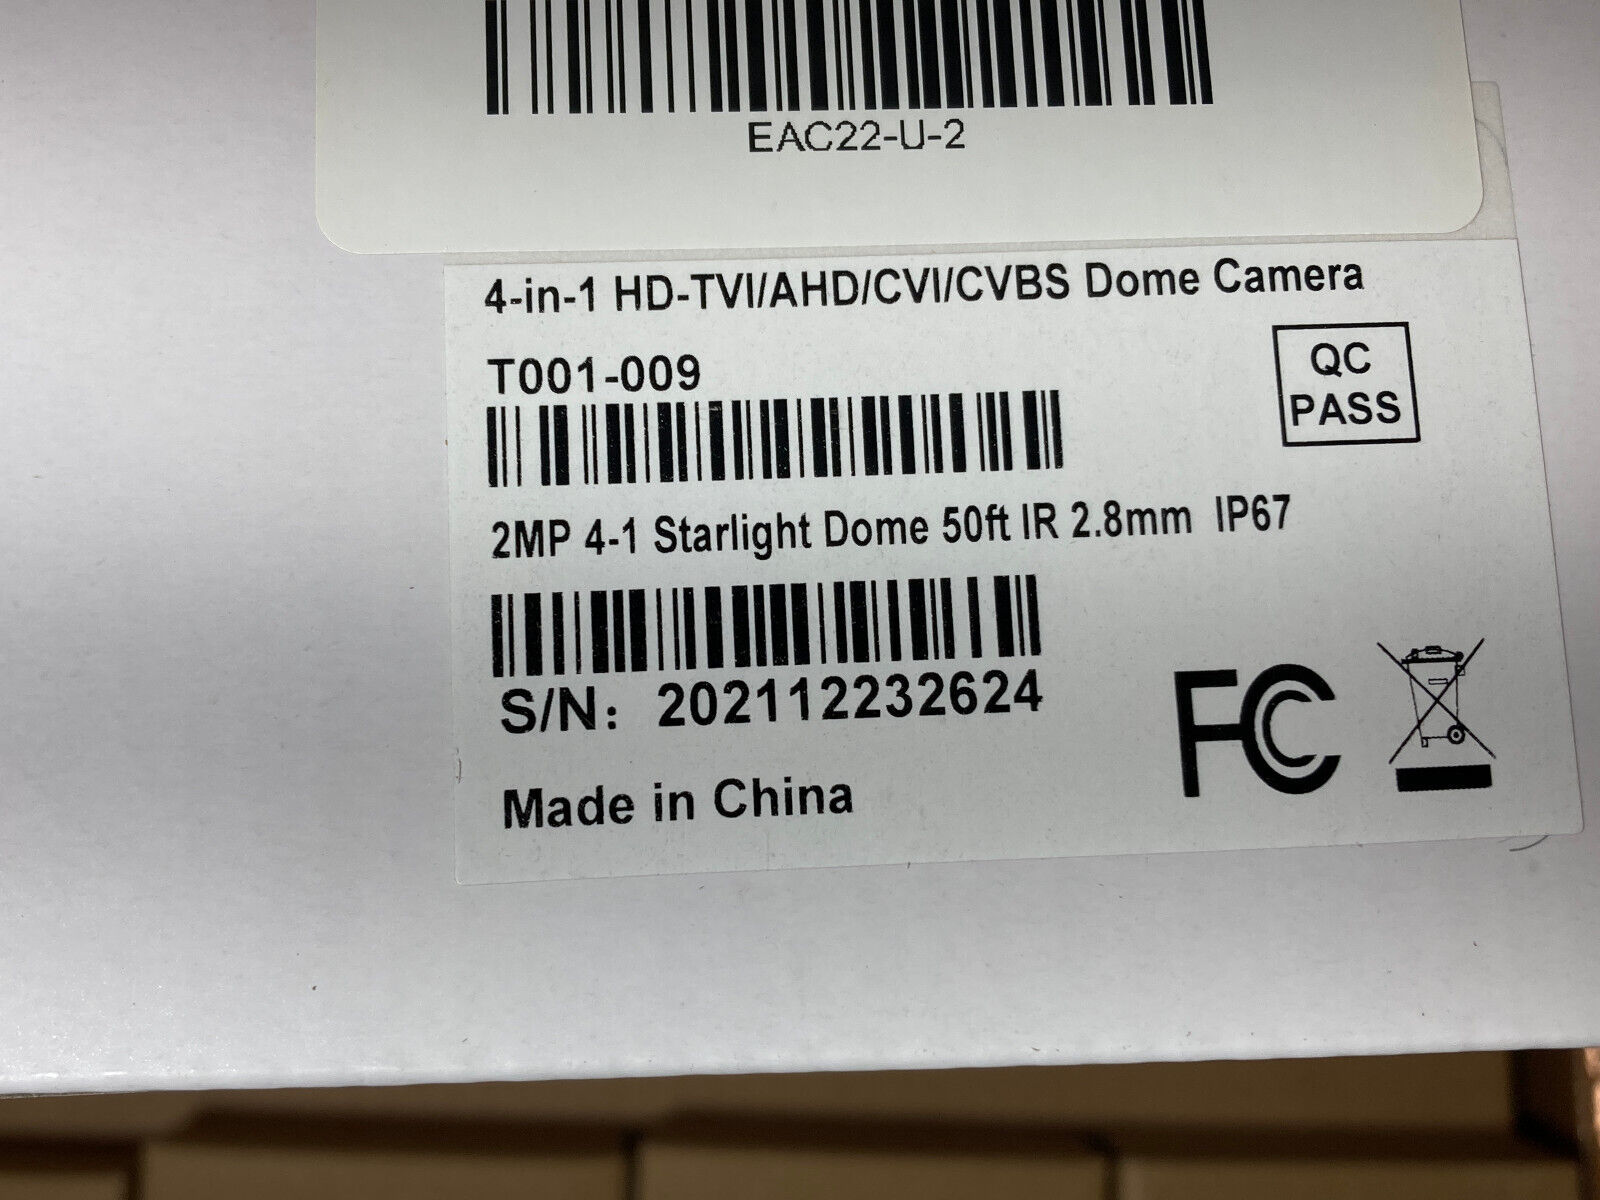 EAC22-U-2
4-in-1 HD-TVI/AHD/CVI/CVBS Dome Camera
T001-009
QC
PASS
2MP 4-1 Starlight Dome 50ft IR 2.8mm IP67
S/N: 202112232624
FC
Made in China